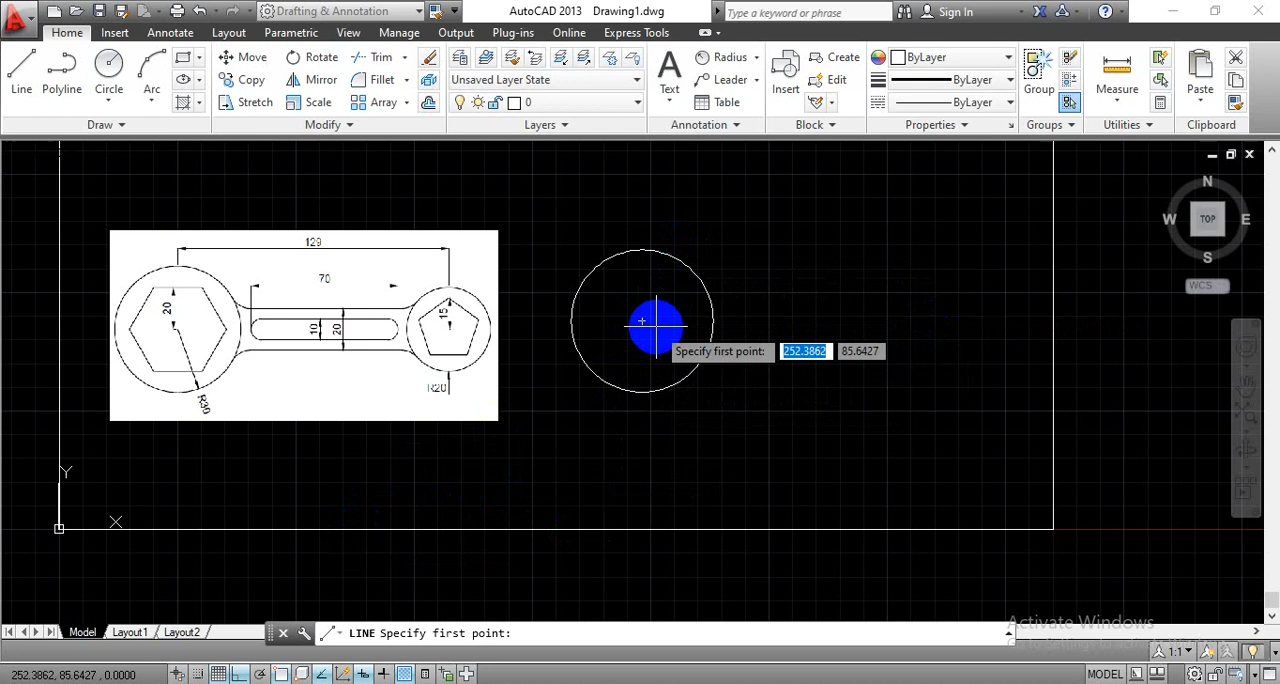 Drafting & Annotation
AutoCAD 2013 Drawing1.dwg
Type a keyword or phrase
Sign In
Home Insert Annotate Layout Parametric View Manage Output Plug-ins Online Express Tools
Line Polyline Circle Arc
Move Rotate Trim
Copy Mirror Fillet
Stretch Scale Array
Unsaved Layer State
0
Text
Radius
Leader
Table
Insert
Create
Edit
ByLayer
ByLayer
ByLayer
Group
Measure
Paste
Draw Modify Layers Annotation Block Properties Groups Utilities Clipboard
N
W TOP E
S
WCS
129
70
20
10
20
15
R30
R20
Specify first point: 252.3862 85.6427
Y
X
Activate Windows
Model Layout1 Layout2
LINE Specify first point:
1:1
252.3862, 85.6427 , 0.0000
MODEL